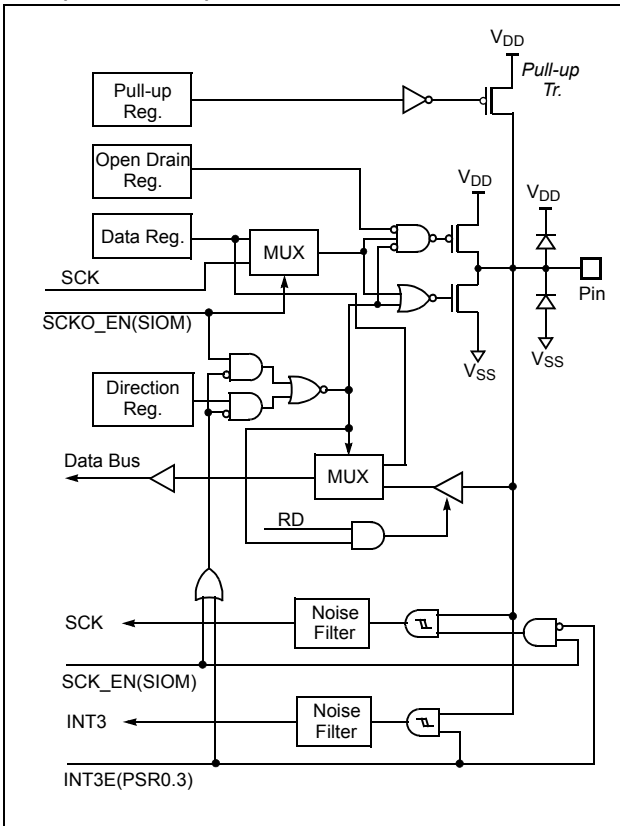 VDD
Pull-up
Tr.
Pull-up
Reg.
Open Drain
Reg.
VDD
VDD
Data Reg.
MUX
SCK
Pin
SCKO_EN(SIOM)
VSS
VSS
Direction
Reg.
Data Bus
MUX
RD
SCK
Noise
Filter
SCK_EN(SIOM)
INT3
Noise
Filter
INT3E(PSR0.3)